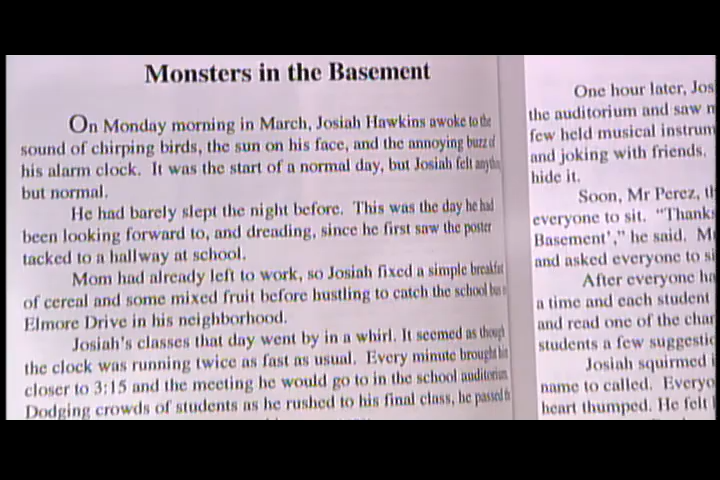 Monsters in the Basement
On Monday morning in March, Josiah Hawkins awoke to the
sound of chirping birds, the sun on his face, and the annoying buzz of
his alarm clock. It was the start of a normal day, but Josiah felt
but normal.
He had barely slept the night before. This was the day he had
been looking forward to, and dreading, since he first saw the poster
tacked to a hallway at school.
Mom had already left to work, so Josiah fixed a simple breakfast
of cereal and some mixed fruit before hustling to catch the school bus
Elmore Drive in his neighborhood.
Josiah's classes that day went by in a whirl. It seemed as though
the clock was running twice as fast as usual. Every minute brought
closer to 3:15 and the meeting he would go to in the school auditorium.
Dodging crowds of students as he rushed to his final class, he passed
One hour later, Jos
the auditorium and saw
few held musical instrum
and joking with friends.
hide it.
Soon, Mr Perez,
everyone to sit. "Thank
Basement'," he said.
and asked everyone to
After everyone
a time and each student
and read one of the char
students a few suggestio
Josiah squirmed
name to called. Everyo
heart thumped. He felt